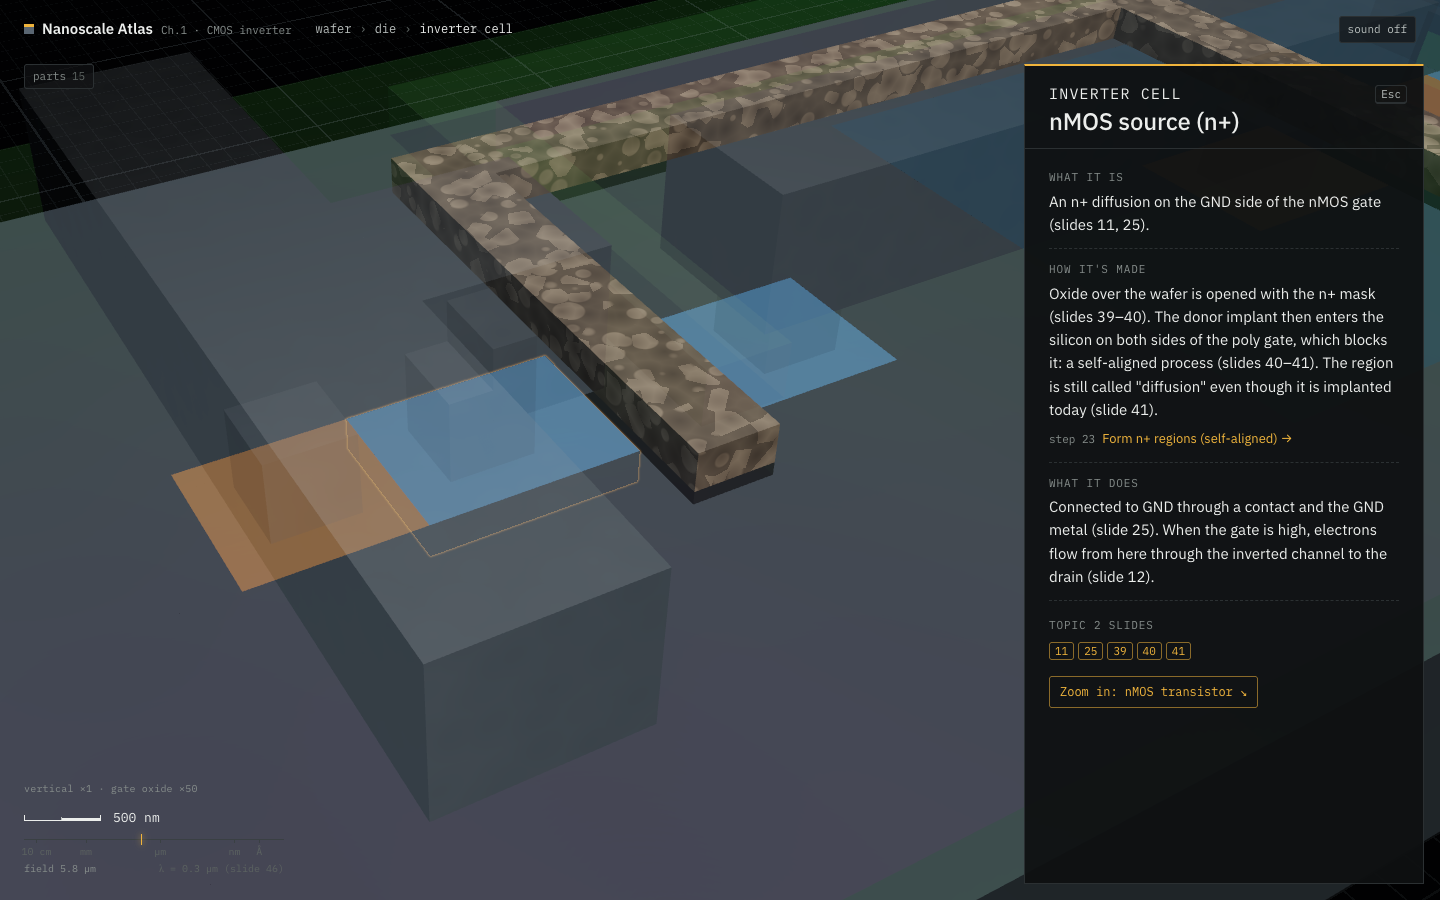 Nanoscale Atlas Ch.1 · CMOS inverter wafer › die › inverter cell
sound off
parts 15
INVERTER CELL
Esc
nMOS source (n+)
WHAT IT IS
An n+ diffusion on the GND side of the nMOS gate
(slides 11, 25).
HOW IT'S MADE
Oxide over the wafer is opened with the n+ mask
(slides 39–40). The donor implant then enters the
silicon on both sides of the poly gate, which blocks
it: a self-aligned process (slides 40–41). The region
is still called "diffusion" even though it is implanted
today (slide 41).
step 23 Form n+ regions (self-aligned) →
WHAT IT DOES
Connected to GND through a contact and the GND
metal (slide 25). When the gate is high, electrons
flow from here through the inverted channel to the
drain (slide 12).
TOPIC 2 SLIDES
11 25 39 40 41
Zoom in: nMOS transistor ↘
vertical ×1 · gate oxide ×50
500 nm
10 cm mm µm nm Å
field 5.8 µm λ = 0.3 µm (slide 46)